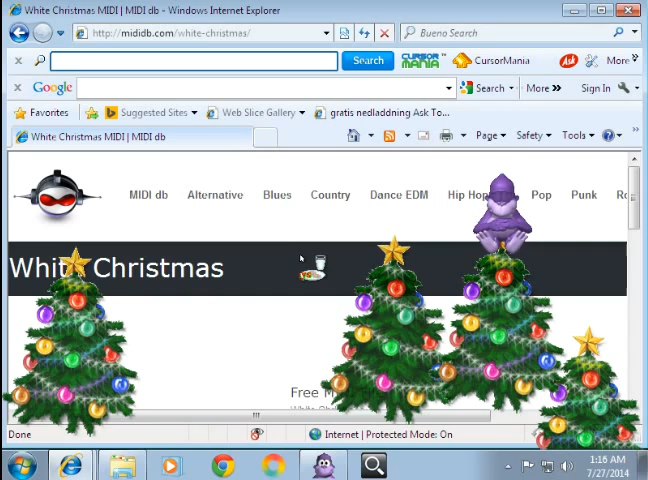 White Christmas MIDI | MIDI db - Windows Internet Explorer
http://mididb.com/white-christmas/
Bueno Search
Search
CURSOR MANIA™
CursorMania
Ask
More
Google
Search
More »
Sign In
Favorites
Suggested Sites
Web Slice Gallery
gratis nedladdning Ask To...
White Christmas MIDI | MIDI db
Page
Safety
Tools
MIDI db
Alternative
Blues
Country
Dance EDM
Hip Hop
Pop
Punk
White Christmas
Free M
Done
Internet | Protected Mode: On
1:16 AM
7/27/2014